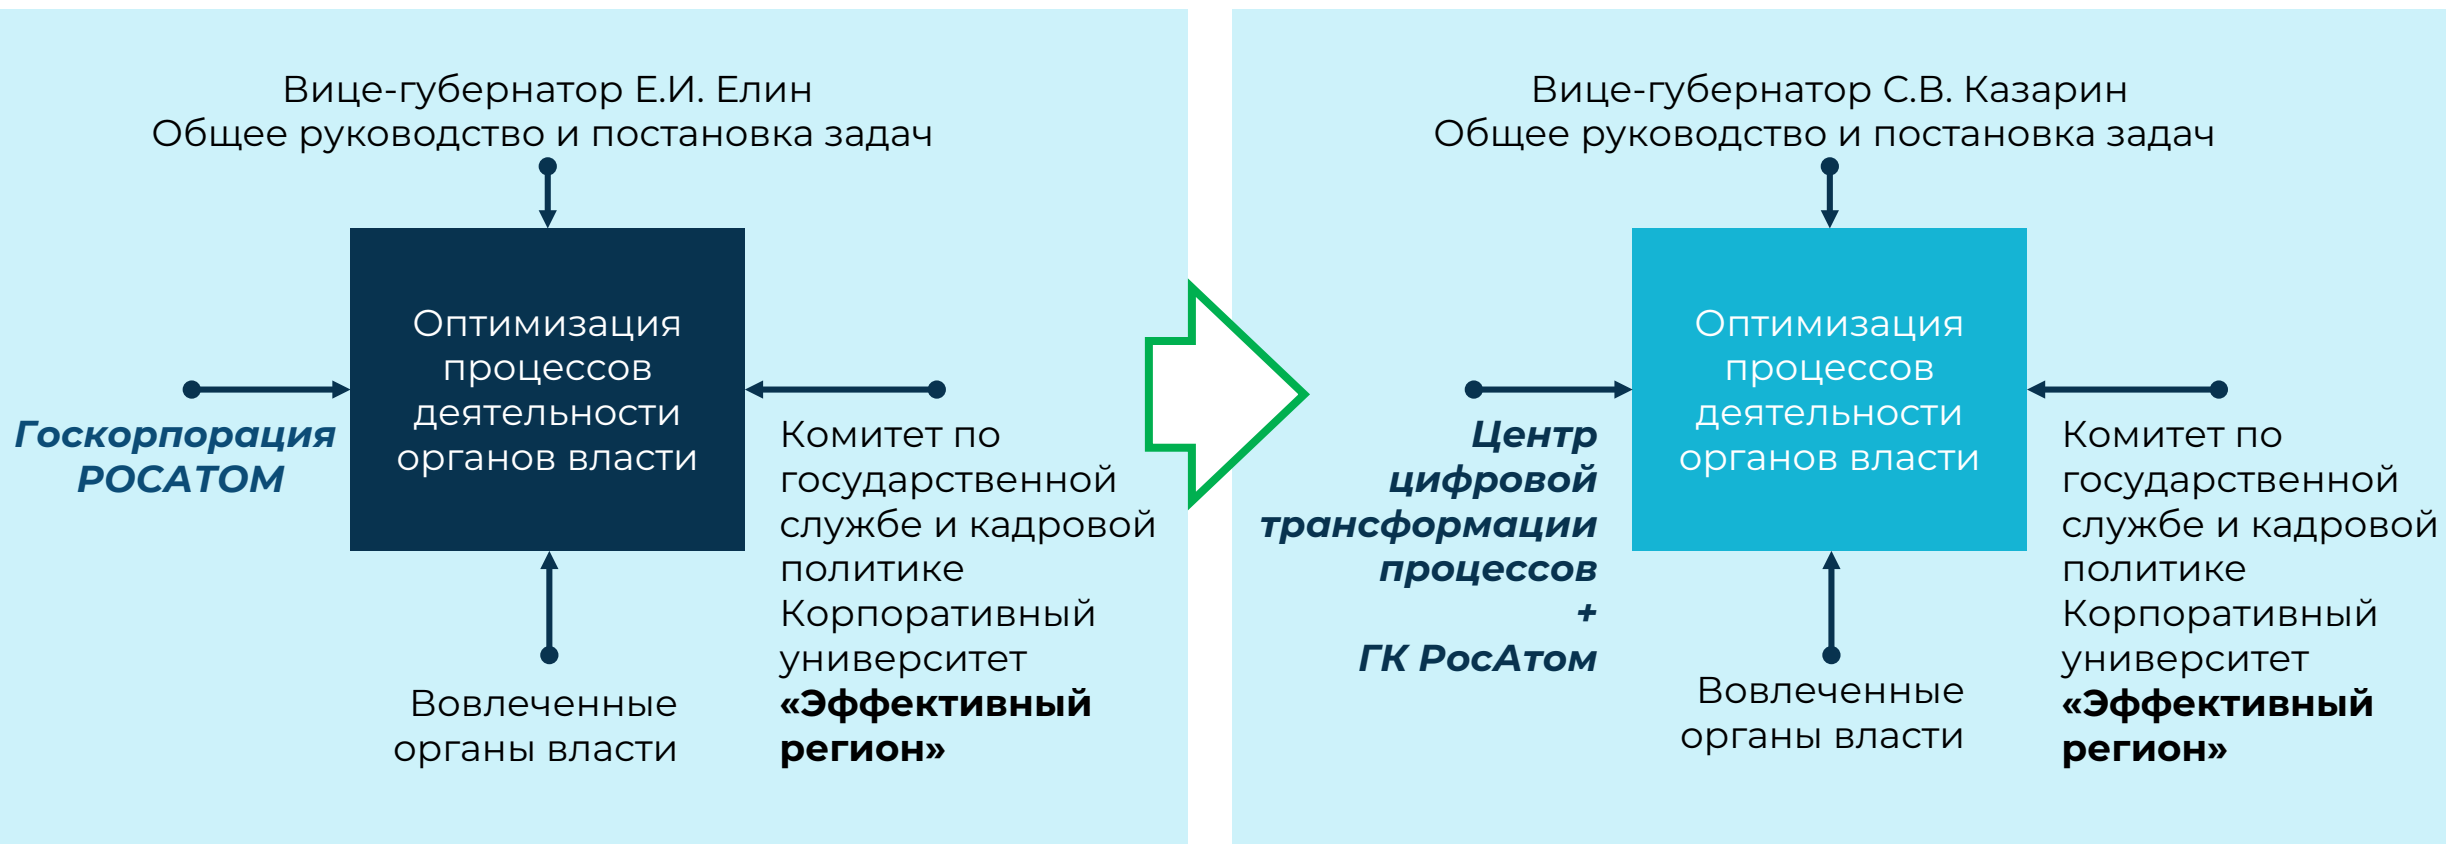 Вице-губернатор Е.И. Елин
Общее руководство и постановка задач
Оптимизация
процессов
деятельности
органов власти
Госкорпорация
РОСАТОМ
Комитет по
государственной
службе и кадровой
политике
Корпоративный
университет
«Эффективный
регион»
Вовлеченные
органы власти
Вице-губернатор С.В. Казарин
Общее руководство и постановка задач
Оптимизация
процессов
деятельности
органов власти
Центр
цифровой
трансформации
процессов
+
ГК РосАтом
Комитет по
государственной
службе и кадровой
политике
Корпоративный
университет
«Эффективный
регион»
Вовлеченные
органы власти